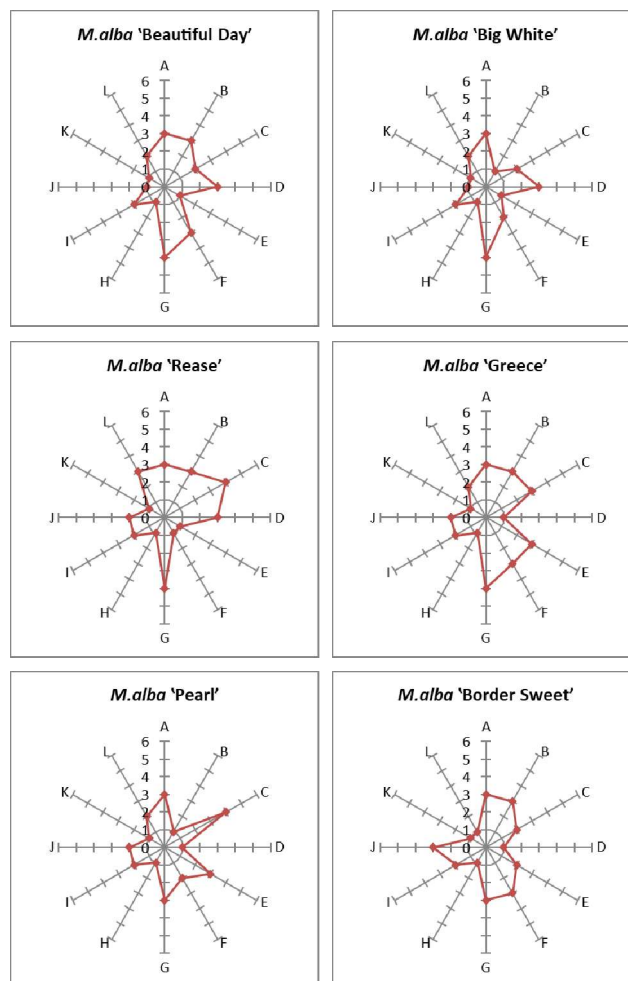 M.alba 'Beautiful Day'
A
B
C
D
E
F
G
H
I
J
K
L
6
5
4
3
2
1
0
M.alba 'Big White'
A
B
C
D
E
F
G
H
I
J
K
L
6
5
4
3
2
1
0
M.alba 'Rease'
A
B
C
D
E
F
G
H
I
J
K
L
6
5
4
3
2
1
0
M.alba 'Greece'
A
B
C
D
E
F
G
H
I
J
K
L
6
5
4
3
2
1
0
M.alba 'Pearl'
A
B
C
D
E
F
G
H
I
J
K
L
6
5
4
3
2
1
0
M.alba 'Border Sweet'
A
B
C
D
E
F
G
H
I
J
K
L
6
5
4
3
2
1
0